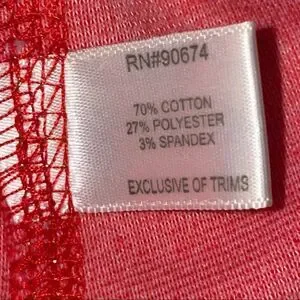 RN#90674
70% COTTON
27% POLYESTER
3% SPANDEX
EXCLUSIVE OF TRIMS